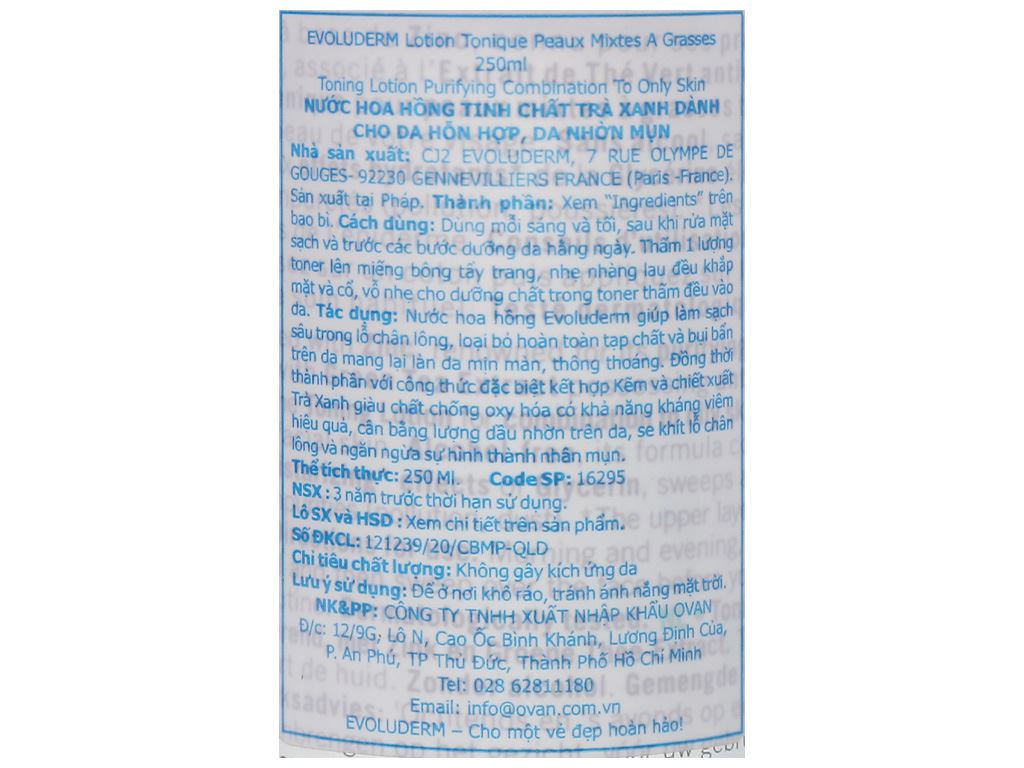 EVOLUDERM Lotion Tonique Peaux Mixtes A Grasses
250ml
Toning Lotion Purifying Combination To Only Skin
NƯỚC HOA HỒNG TINH CHẤT TRÀ XANH DÀNH
CHO DA HỖN HỢP, DA NHỜN MỤN
Nhà sản xuất: CJ2 EVOLUDERM, 7 RUE OLYMPE DE
GOUGES- 92230 GENNEVILLIERS FRANCE (Paris -France).
Sản xuất tại Pháp. Thành phần: Xem "Ingredients" trên
bao bì. Cách dùng: Dùng mỗi sáng và tối, sau khi rửa mặt
sạch và trước các bước dưỡng da hằng ngày. Thấm 1 lượng
toner lên miếng bông tẩy trang, nhẹ nhàng lau đều khắp
mặt và cổ, vỗ nhẹ cho dưỡng chất trong toner thấm đều vào
da. Tác dụng: Nước hoa hồng Evoluderm giúp làm sạch
sâu trong lỗ chân lông, loại bỏ hoàn toàn tạp chất và bụi bẩn
trên da mang lại làn da mịn màn, thông thoáng. Đồng thời
thành phần với công thức đặc biệt kết hợp Kẽm và chiết xuất
Trà Xanh giàu chất chống oxy hóa có khả năng kháng viêm
hiệu quả, cân bằng lượng dầu nhờn trên da, se khít lỗ chân
lông và ngăn ngừa sự hình thành nhân mụn.
Thể tích thực: 250 Ml. Code SP: 16295
NSX : 3 năm trước thời hạn sử dụng.
Lô SX và HSD : Xem chi tiết trên sản phẩm.
Số ĐKCL: 121239/20/CBMP-QLD
Chỉ tiêu chất lượng: Không gây kích ứng da
Lưu ý sử dụng: Để ở nơi khô ráo, tránh ánh nắng mặt trời.
NK&PP: CÔNG TY TNHH XUẤT NHẬP KHẨU OVAN
Đ/c: 12/9G, Lô N, Cao Ốc Bình Khánh, Lương Định Của,
P. An Phú, TP Thủ Đức, Thành Phố Hồ Chí Minh
Tel: 028 62811180
Email: info@ovan.com.vn
EVOLUDERM – Cho một vẻ đẹp hoàn hảo!